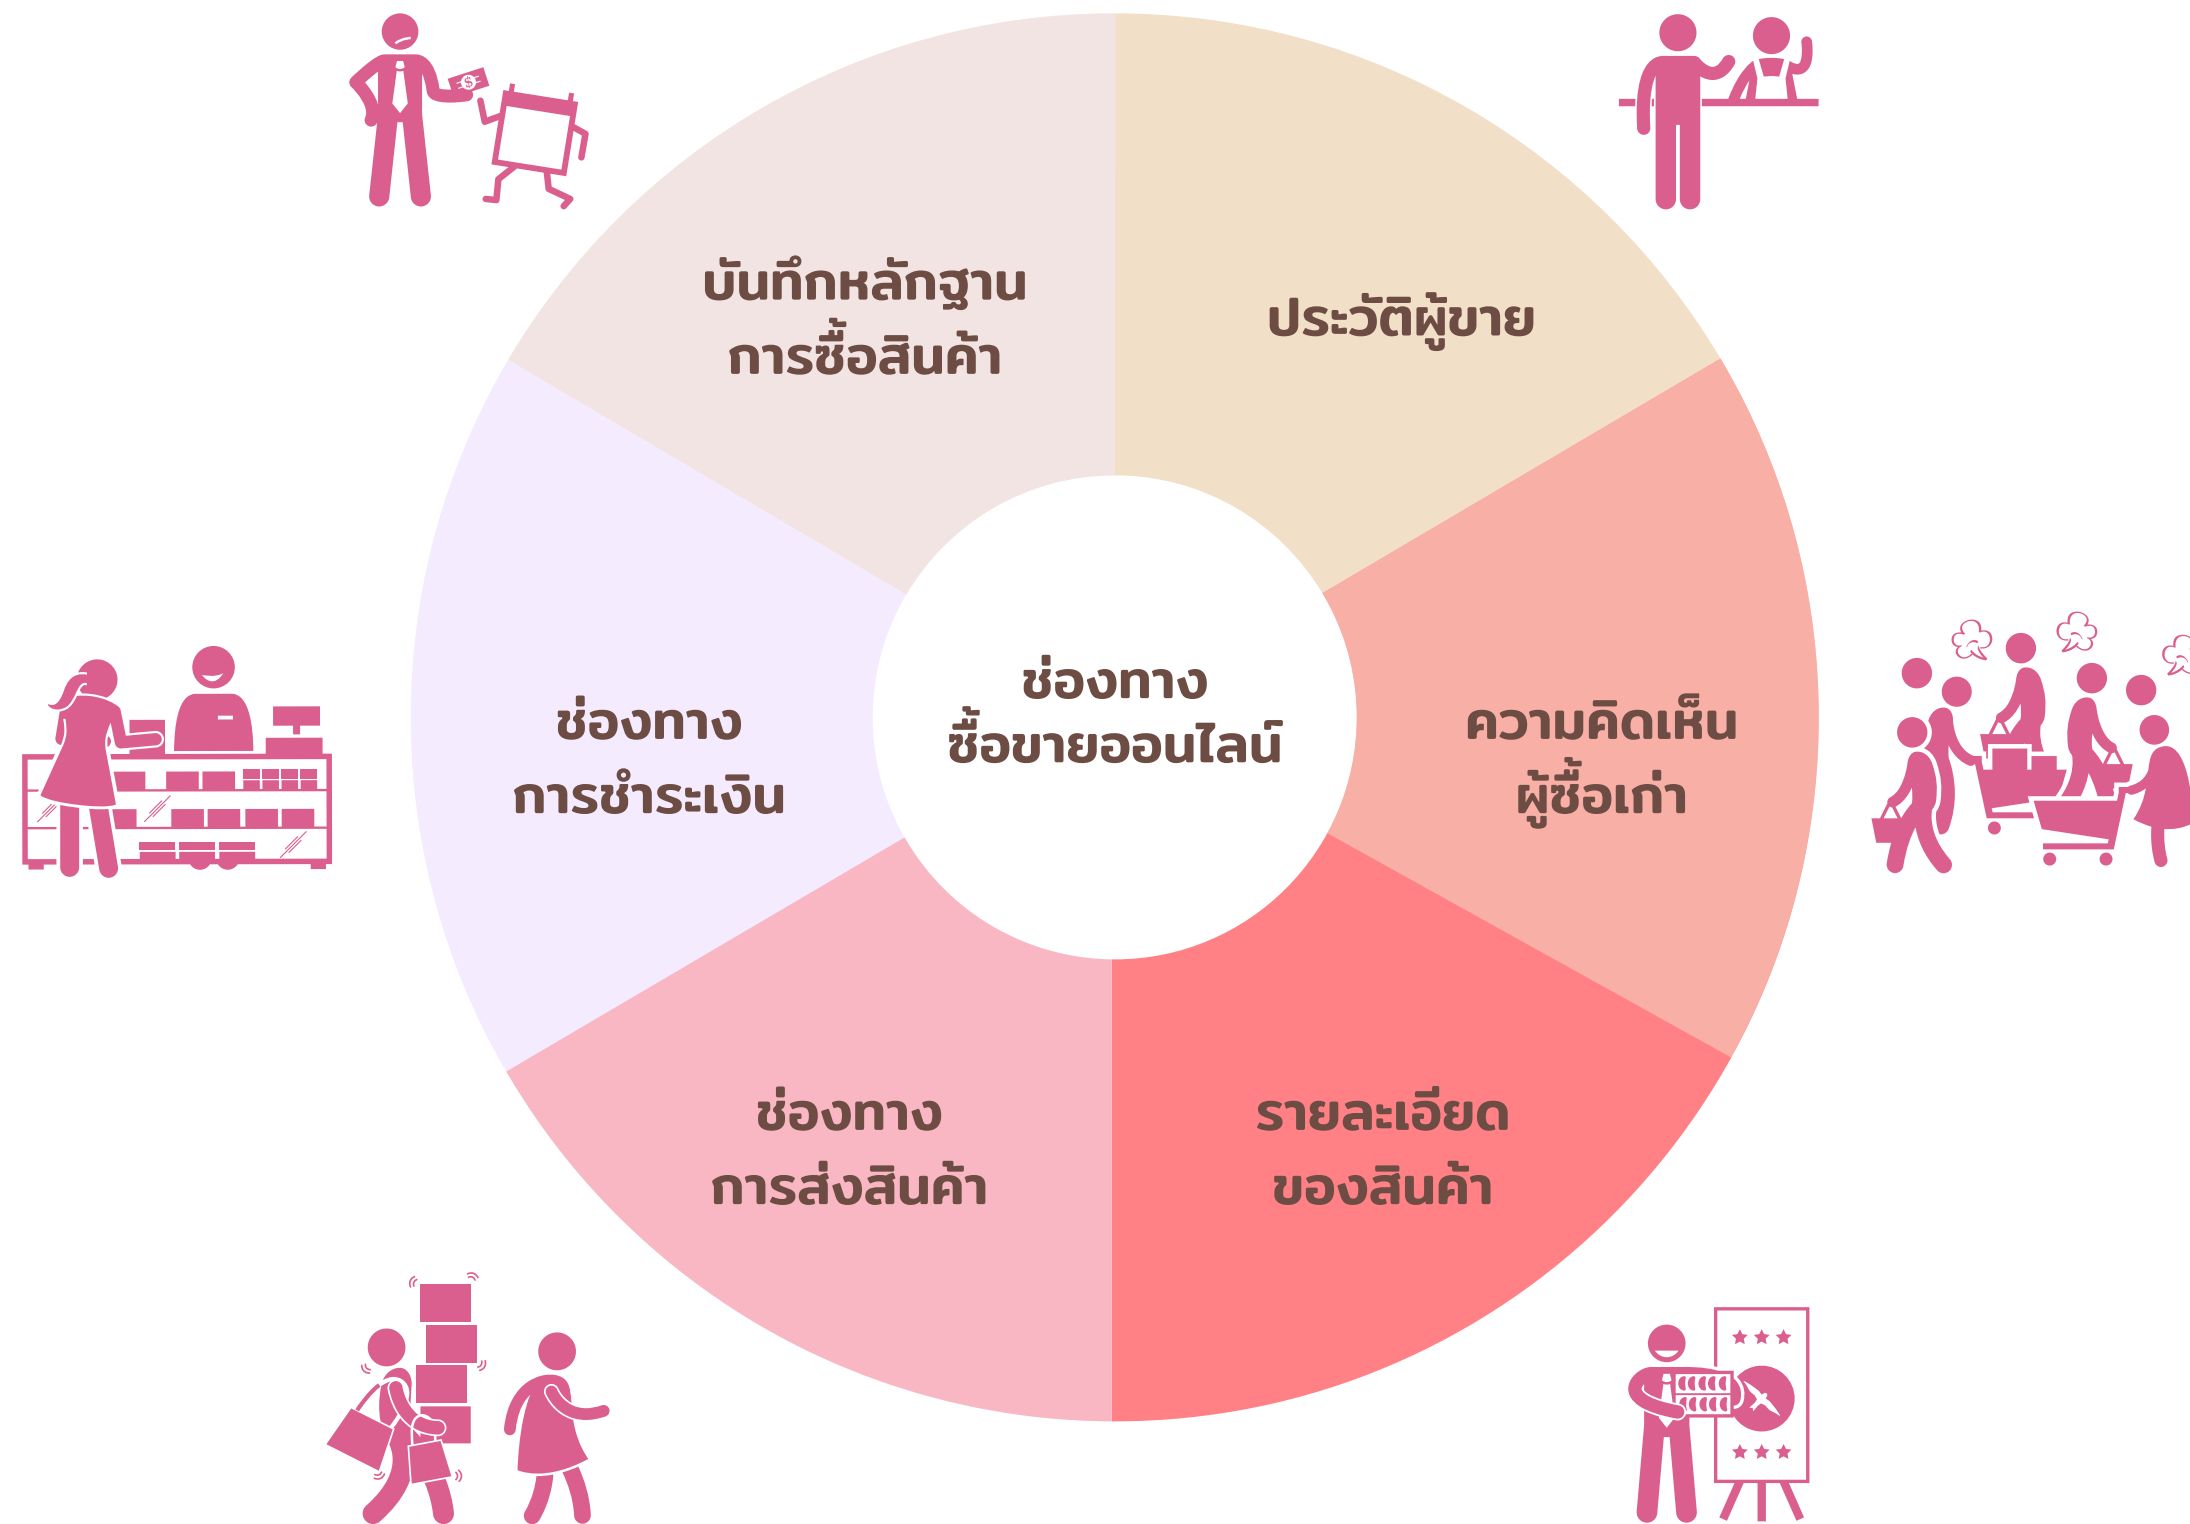 บันทึกหลักฐาน
การซื้อสินค้า
ประวัติผู้ขาย
ช่องทาง
ซื้อขายออนไลน์
ความคิดเห็น
ผู้ซื้อเก่า
ช่องทาง
การชำระเงิน
ช่องทาง
การส่งสินค้า
รายละเอียด
ของสินค้า